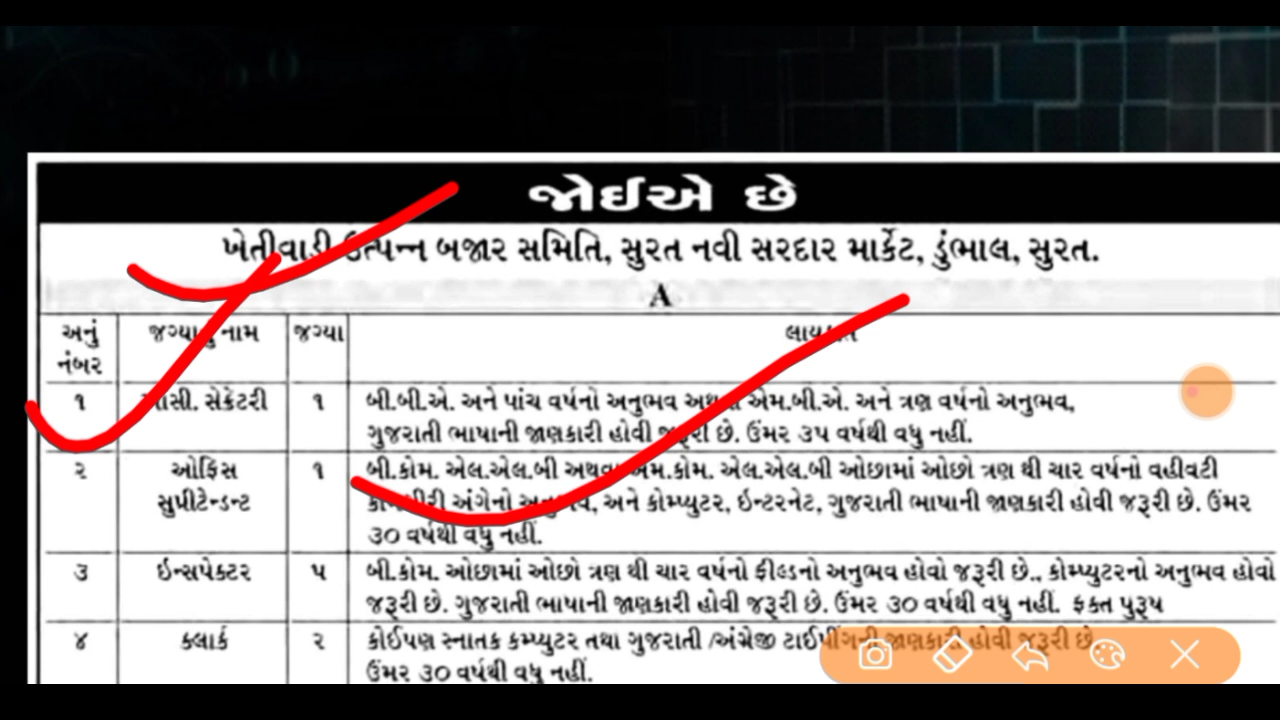 જોઈએ છે
ખેતીવાડી ઉત્પન્ન બજાર સમિતિ, સુરત નવી સરદાર માર્કેટ, ડુંભાલ, સુરત.
A
અનું નંબર જગ્યાનું નામ જગ્યા લાયકાત
૧ આસી. સેક્રેટરી ૧ બી.બી.એ. અને પાંચ વર્ષનો અનુભવ અથવા એમ.બી.એ. અને ત્રણ વર્ષનો અનુભવ,
ગુજરાતી ભાષાની જાણકારી હોવી જરૂરી છે. ઉંમર ૩૫ વર્ષથી વધુ નહીં.
૨ ઓફિસ ૧ બી.કોમ. એલ.એલ.બી અથવા એમ.કોમ. એલ.એલ.બી ઓછામાં ઓછો ત્રણ થી ચાર વર્ષનો વહીવટી
સુપ્રીટેન્ડન્ટ કામગીરી અંગેનો અનુભવ, અને કોમ્પ્યુટર, ઇન્ટરનેટ, ગુજરાતી ભાષાની જાણકારી હોવી જરૂરી છે. ઉંમર
૩૦ વર્ષથી વધુ નહીં.
૩ ઇન્સપેક્ટર ૫ બી.કોમ. ઓછામાં ઓછો ત્રણ થી ચાર વર્ષનો ફીલ્ડનો અનુભવ હોવો જરૂરી છે., કોમ્પ્યુટરનો અનુભવ હોવો
જરૂરી છે. ગુજરાતી ભાષાની જાણકારી હોવી જરૂરી છે. ઉંમર ૩૦ વર્ષથી વધુ નહીં. ફક્ત પુરૂષ
૪ ક્લાર્ક ૨ કોઈપણ સ્નાતક કમ્પ્યુટર તથા ગુજરાતી /અંગ્રેજી ટાઈપીંગની જાણકારી હોવી જરૂરી છે.
ઉંમર ૩૦ વર્ષથી વધુ નહીં.